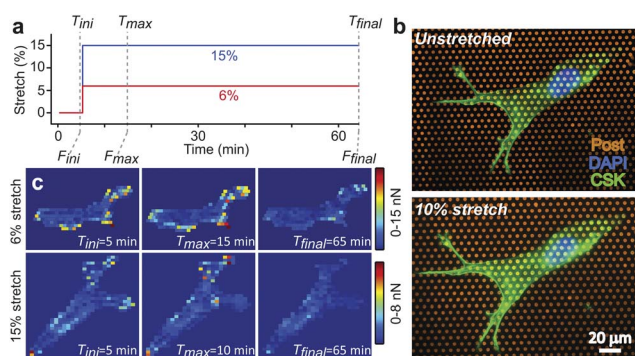 a
T_ini T_max T_final
Stretch (%)
15
10
5
0
15%
6%
0 30 60
Time (min)
F_ini F_max F_final
b
Unstretched
Post
DAPI
CSK
10% stretch
20 µm
c
6% stretch
T_ini=5 min T_max=15 min T_final=65 min
0-15 nN
15% stretch
T_ini=5 min T_max=10 min T_final=65 min
0-8 nN